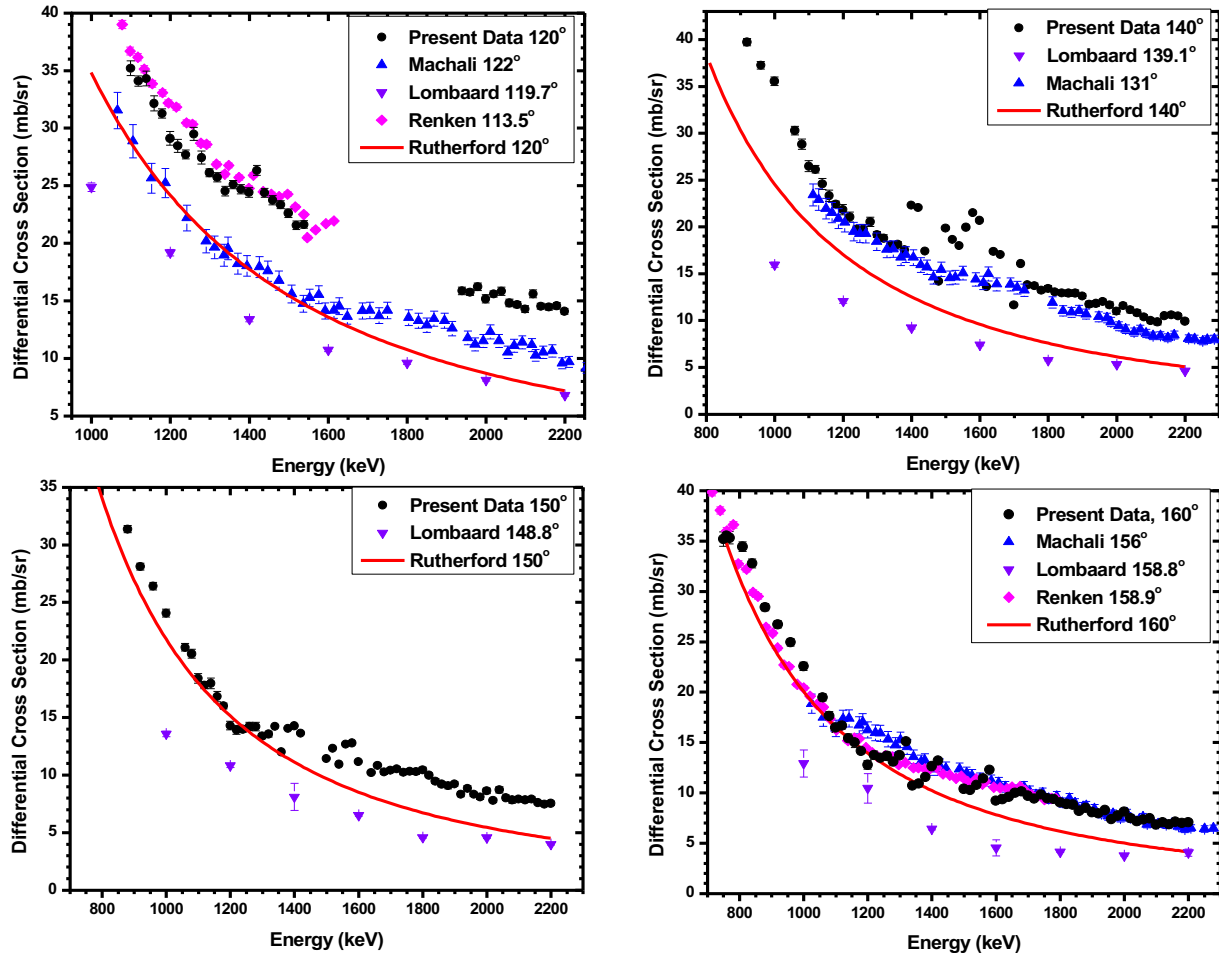 40
35
30
25
20
15
10
5
1000 1200 1400 1600 1800 2000 2200
Differential Cross Section (mb/sr)
Energy (keV)
Present Data 120°
Machali 122°
Lombaard 119.7°
Renken 113.5°
Rutherford 120°
40
35
30
25
20
15
10
5
0
800 1000 1200 1400 1600 1800 2000 2200
Differential Cross Section (mb/sr)
Energy (keV)
Present Data 140°
Lombaard 139.1°
Machali 131°
Rutherford 140°
35
30
25
20
15
10
5
0
800 1000 1200 1400 1600 1800 2000 2200
Differential Cross Section (mb/sr)
Energy (keV)
Present Data 150°
Lombaard 148.8°
Rutherford 150°
40
35
30
25
20
15
10
5
0
800 1000 1200 1400 1600 1800 2000 2200
Differential Cross Section (mb/sr)
Energy (keV)
Present Data, 160°
Machali 156°
Lombaard 158.8°
Renken 158.9°
Rutherford 160°